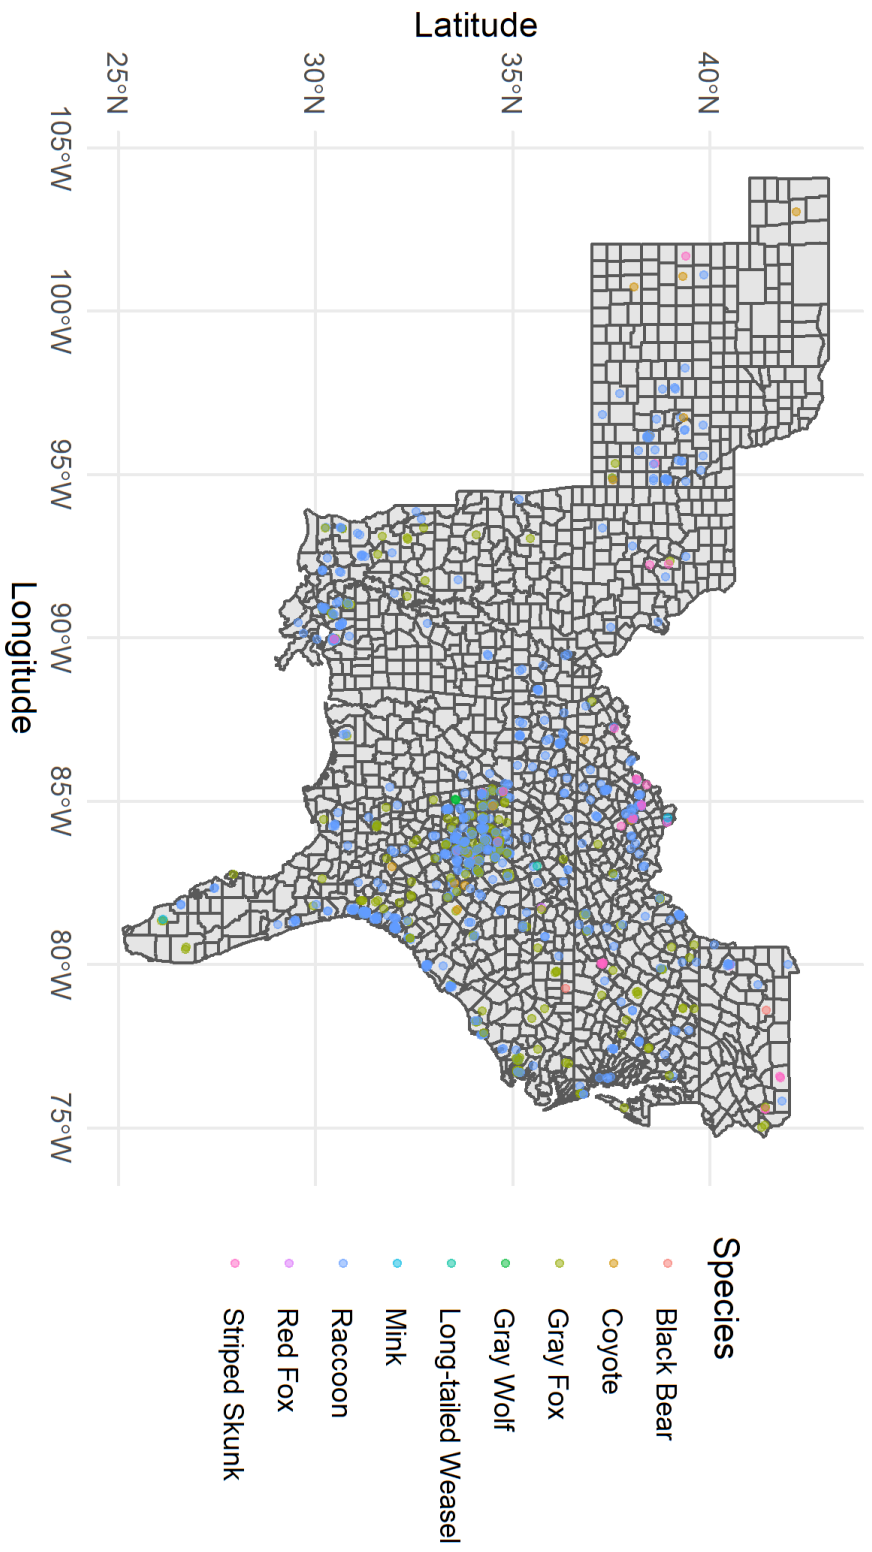 Latitude
40°N
35°N
30°N
25°N
105°W
100°W
95°W
90°W
85°W
80°W
75°W
Longitude
Species
Black Bear
Coyote
Gray Fox
Gray Wolf
Long-tailed Weasel
Mink
Raccoon
Red Fox
Striped Skunk